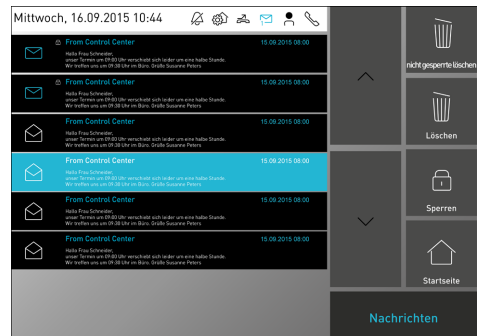 Mittwoch, 16.09.2015 10:44
1
From Control Center 15.09.2015 08:00
Hallo Frau Schneider,
unser Termin um 09:00 Uhr verschiebt sich leider um eine halbe Stunde.
Wir treffen uns um 09:30 Uhr im Büro. Grüße Susanne Peters
From Control Center 15.09.2015 08:00
Hallo Frau Schneider,
unser Termin um 09:00 Uhr verschiebt sich leider um eine halbe Stunde.
Wir treffen uns um 09:30 Uhr im Büro. Grüße Susanne Peters
From Control Center 15.09.2015 08:00
Hallo Frau Schneider,
unser Termin um 09:00 Uhr verschiebt sich leider um eine halbe Stunde.
Wir treffen uns um 09:30 Uhr im Büro. Grüße Susanne Peters
From Control Center 15.09.2015 08:00
Hallo Frau Schneider,
unser Termin um 09:00 Uhr verschiebt sich leider um eine halbe Stunde.
Wir treffen uns um 09:30 Uhr im Büro. Grüße Susanne Peters
From Control Center 15.09.2015 08:00
Hallo Frau Schneider,
unser Termin um 09:00 Uhr verschiebt sich leider um eine halbe Stunde.
Wir treffen uns um 09:30 Uhr im Büro. Grüße Susanne Peters
From Control Center 15.09.2015 08:00
Hallo Frau Schneider,
unser Termin um 09:00 Uhr verschiebt sich leider um eine halbe Stunde.
Wir treffen uns um 09:30 Uhr im Büro. Grüße Susanne Peters
nicht gesperrte löschen
Löschen
Sperren
Startseite
Nachrichten